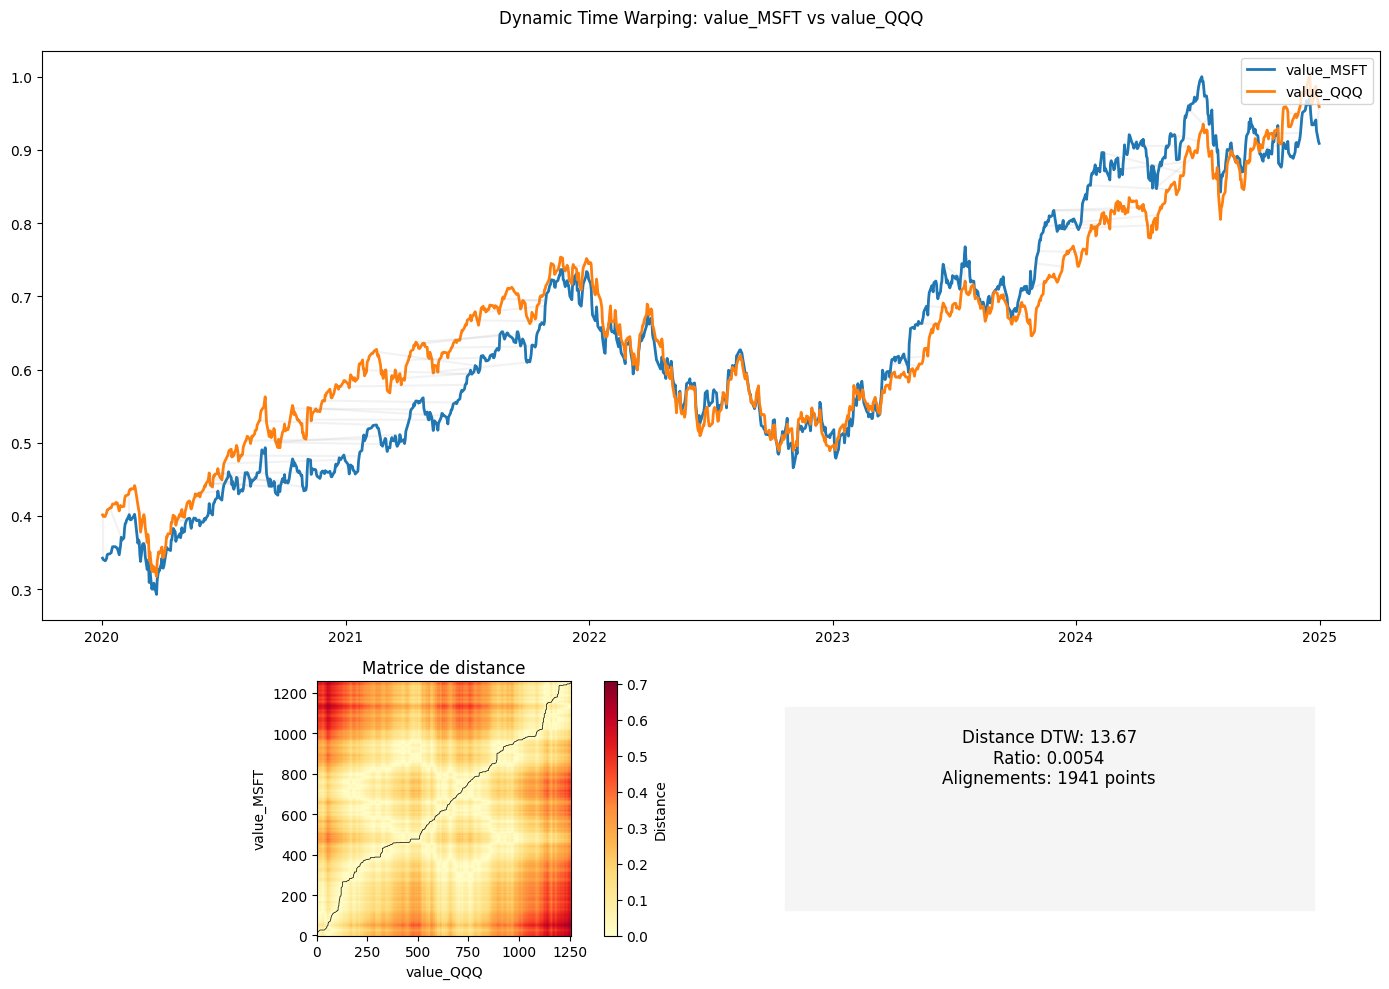 Dynamic Time Warping: value_MSFT vs value_QQQ
value_MSFT
value_QQQ
1.0
0.9
0.8
0.7
0.6
0.5
0.4
0.3
2020 2021 2022 2023 2024 2025
Matrice de distance
value_MSFT
1200
1000
800
600
400
200
0
0 250 500 750 1000 1250
value_QQQ
0.7
0.6
0.5
0.4
0.3
0.2
0.1
0.0
Distance
Distance DTW: 13.67
Ratio: 0.0054
Alignements: 1941 points